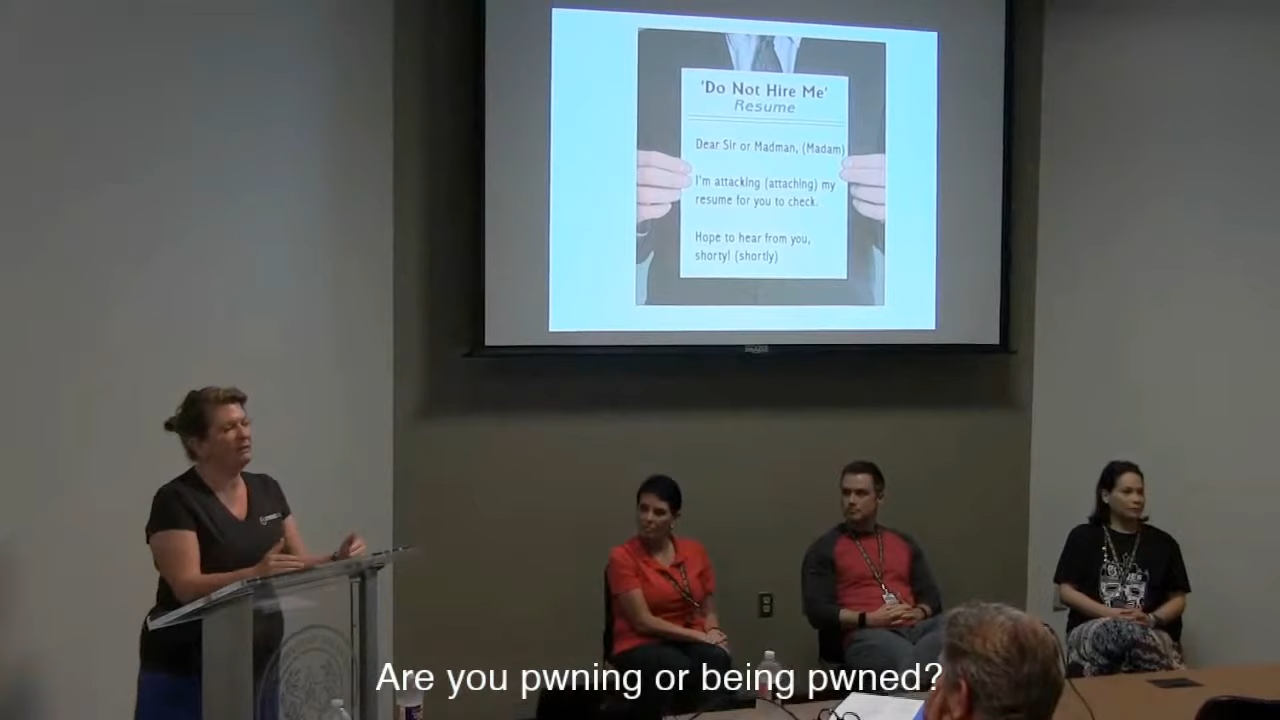 'Do Not Hire Me'
Resume
Dear Sir or Madman, (Madam)
I'm attacking (attaching) my
resume for you to check.
Hope to hear from you,
shorty! (shortly)
Are you pwning or being pwned?